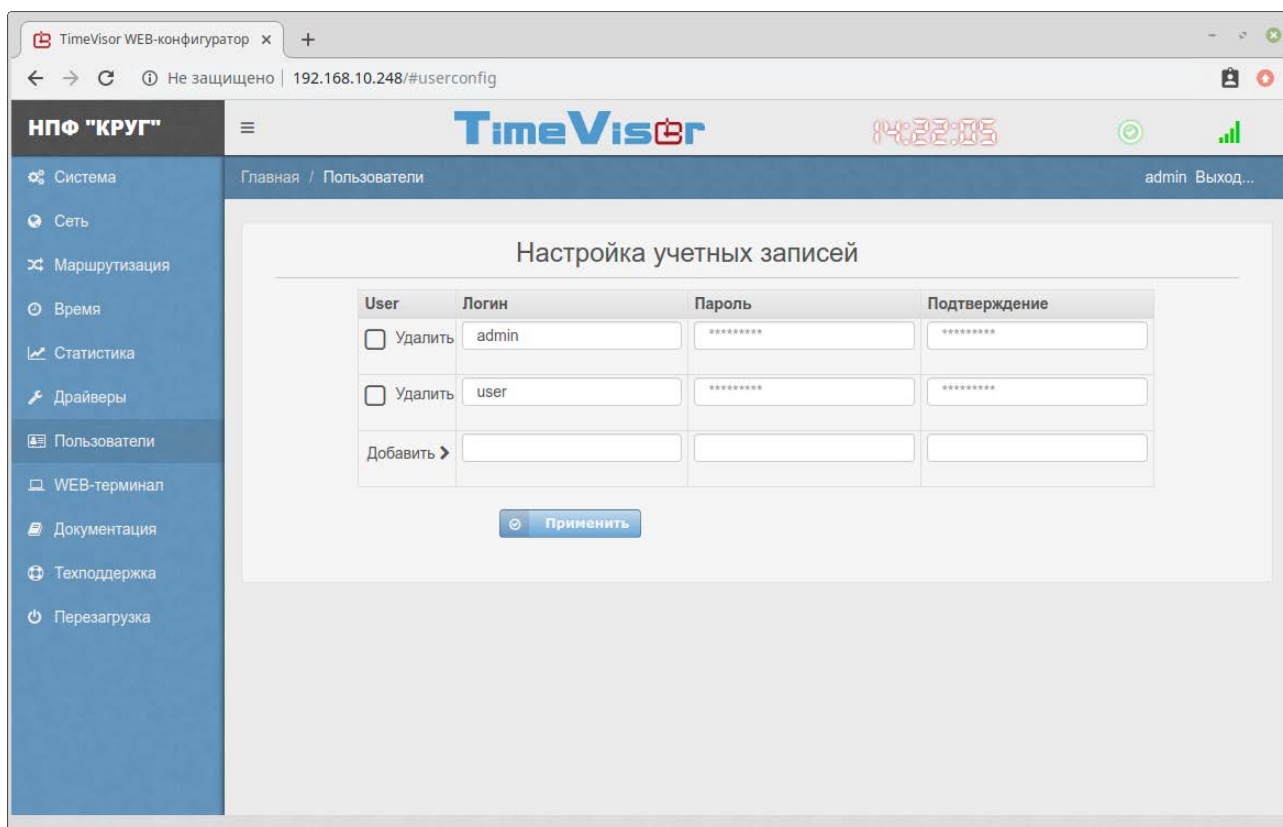 TimeVisor WEB-конфигуратор
Не защищено 192.168.10.248/#userconfig
НПФ "КРУГ"
TimeVisor
14:22:05
Система
Главная / Пользователи
admin Выход...
Сеть
Маршрутизация
Время
Статистика
Драйверы
Пользователи
WEB-терминал
Документация
Техподдержка
Перезагрузка
Настройка учетных записей
User Логин Пароль Подтверждение
Удалить admin ********* *********
Удалить user ********* *********
Добавить
Применить